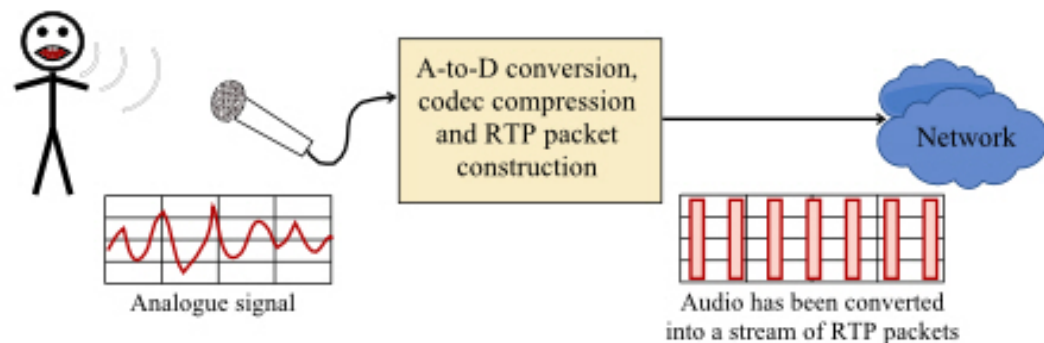 A-to-D conversion,
codec compression
and RTP packet
construction
Network
Analogue signal
Audio has been converted
into a stream of RTP packets